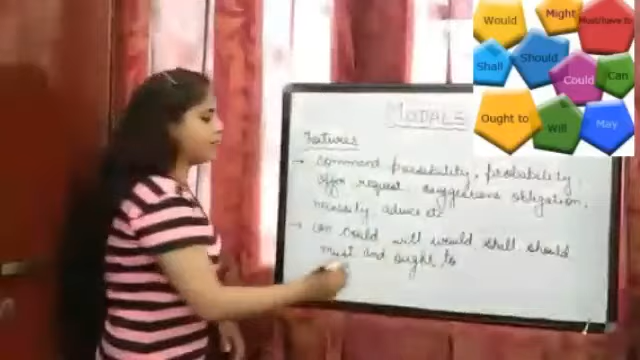 MODALS
Features
→ Command possibility, probability,
offer request suggestions obligation,
necessity advice etc
→ can could will would shall should
must and ought to
Would
Might
Must/have to
Shall
Should
Could
Can
Ought to
Will
May